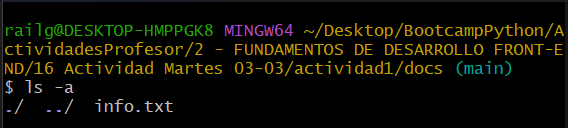 railg@DESKTOP-HMPPGK8 MINGW64 ~/Desktop/BootcampPython/A
ctividadesProfesor/2 - FUNDAMENTOS DE DESARROLLO FRONT-E
ND/16 Actividad Martes 03-03/actividad1/docs (main)
$ ls -a
./  ../  info.txt